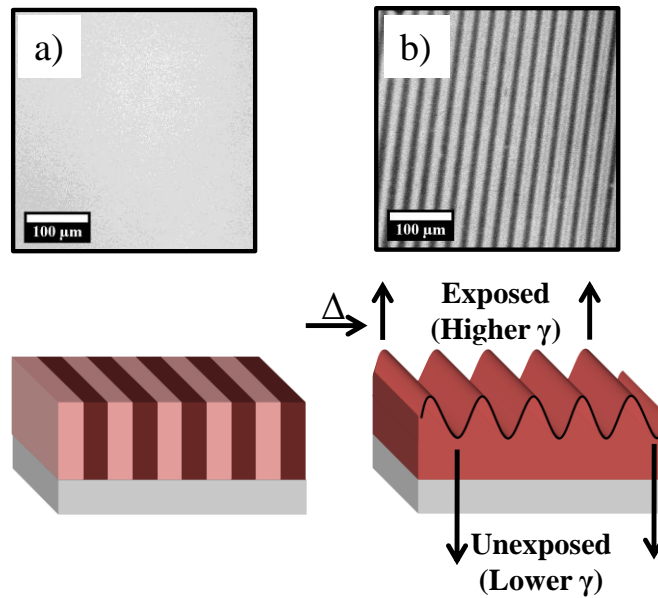 a)
b)
100 μm
100 μm
Δ
Exposed
(Higher γ)
Unexposed
(Lower γ)